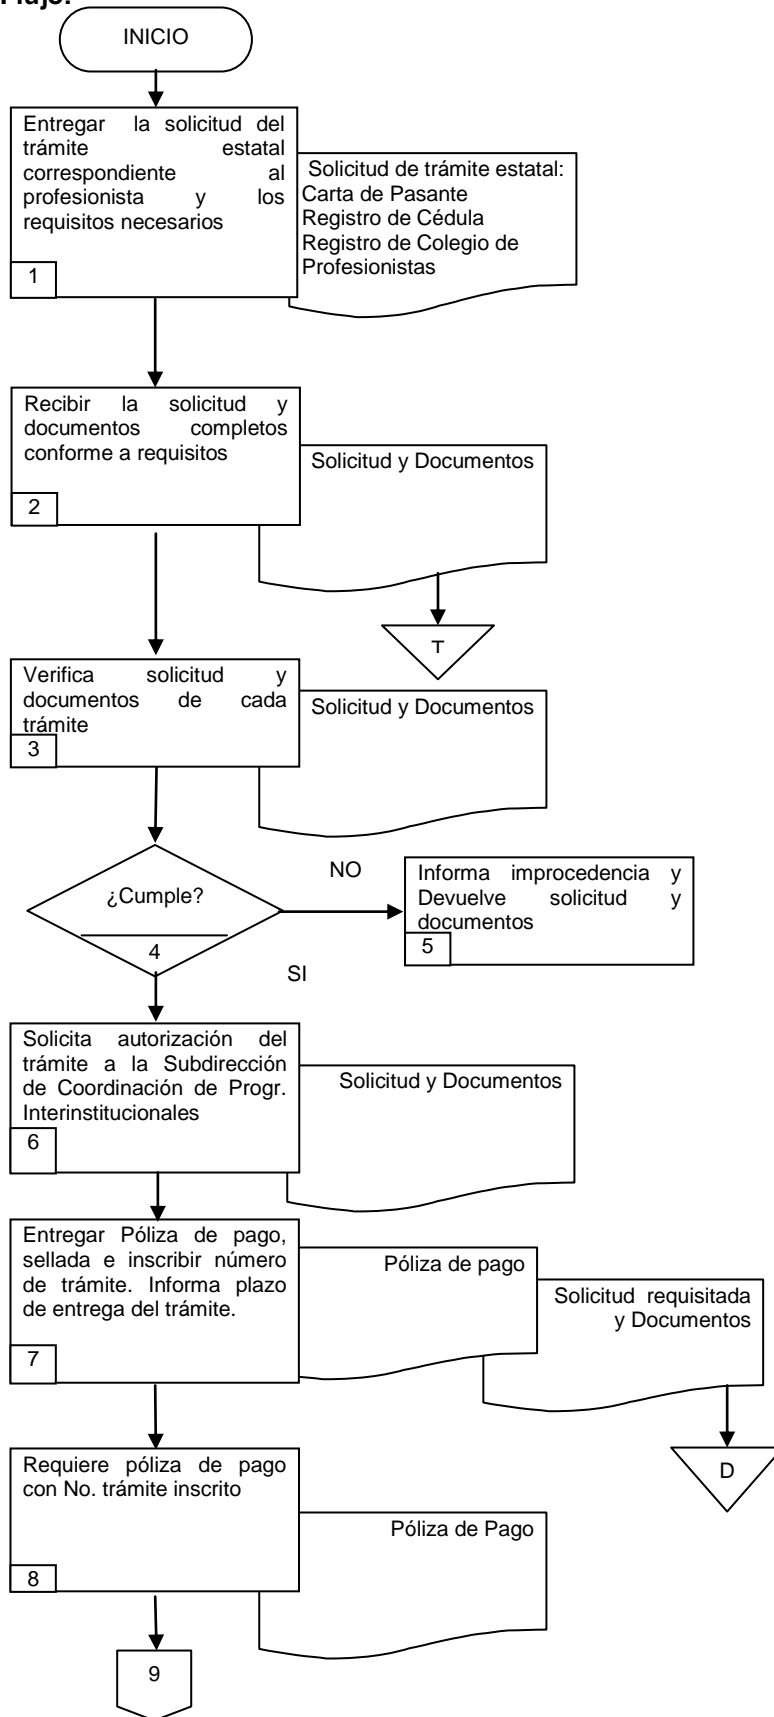 Flujo:
INICIO
Entregar la solicitud del
trámite estatal
correspondiente al
profesionista y los
requisitos necesarios
1
Solicitud de trámite estatal:
Carta de Pasante
Registro de Cédula
Registro de Colegio de
Profesionistas
Recibir la solicitud y
documentos completos
conforme a requisitos
2
Solicitud y Documentos
T
Verifica solicitud y
documentos de cada
trámite
3
Solicitud y Documentos
¿Cumple?
4
NO
SI
Informa improcedencia y
Devuelve solicitud y
documentos
5
Solicita autorización del
trámite a la Subdirección
de Coordinación de Progr.
Interinstitucionales
6
Solicitud y Documentos
Entregar Póliza de pago,
sellada e inscribir número
de trámite. Informa plazo
de entrega del trámite.
7
Póliza de pago
Solicitud requisitada
y Documentos
D
Requiere póliza de pago
con No. trámite inscrito
8
Póliza de Pago
9